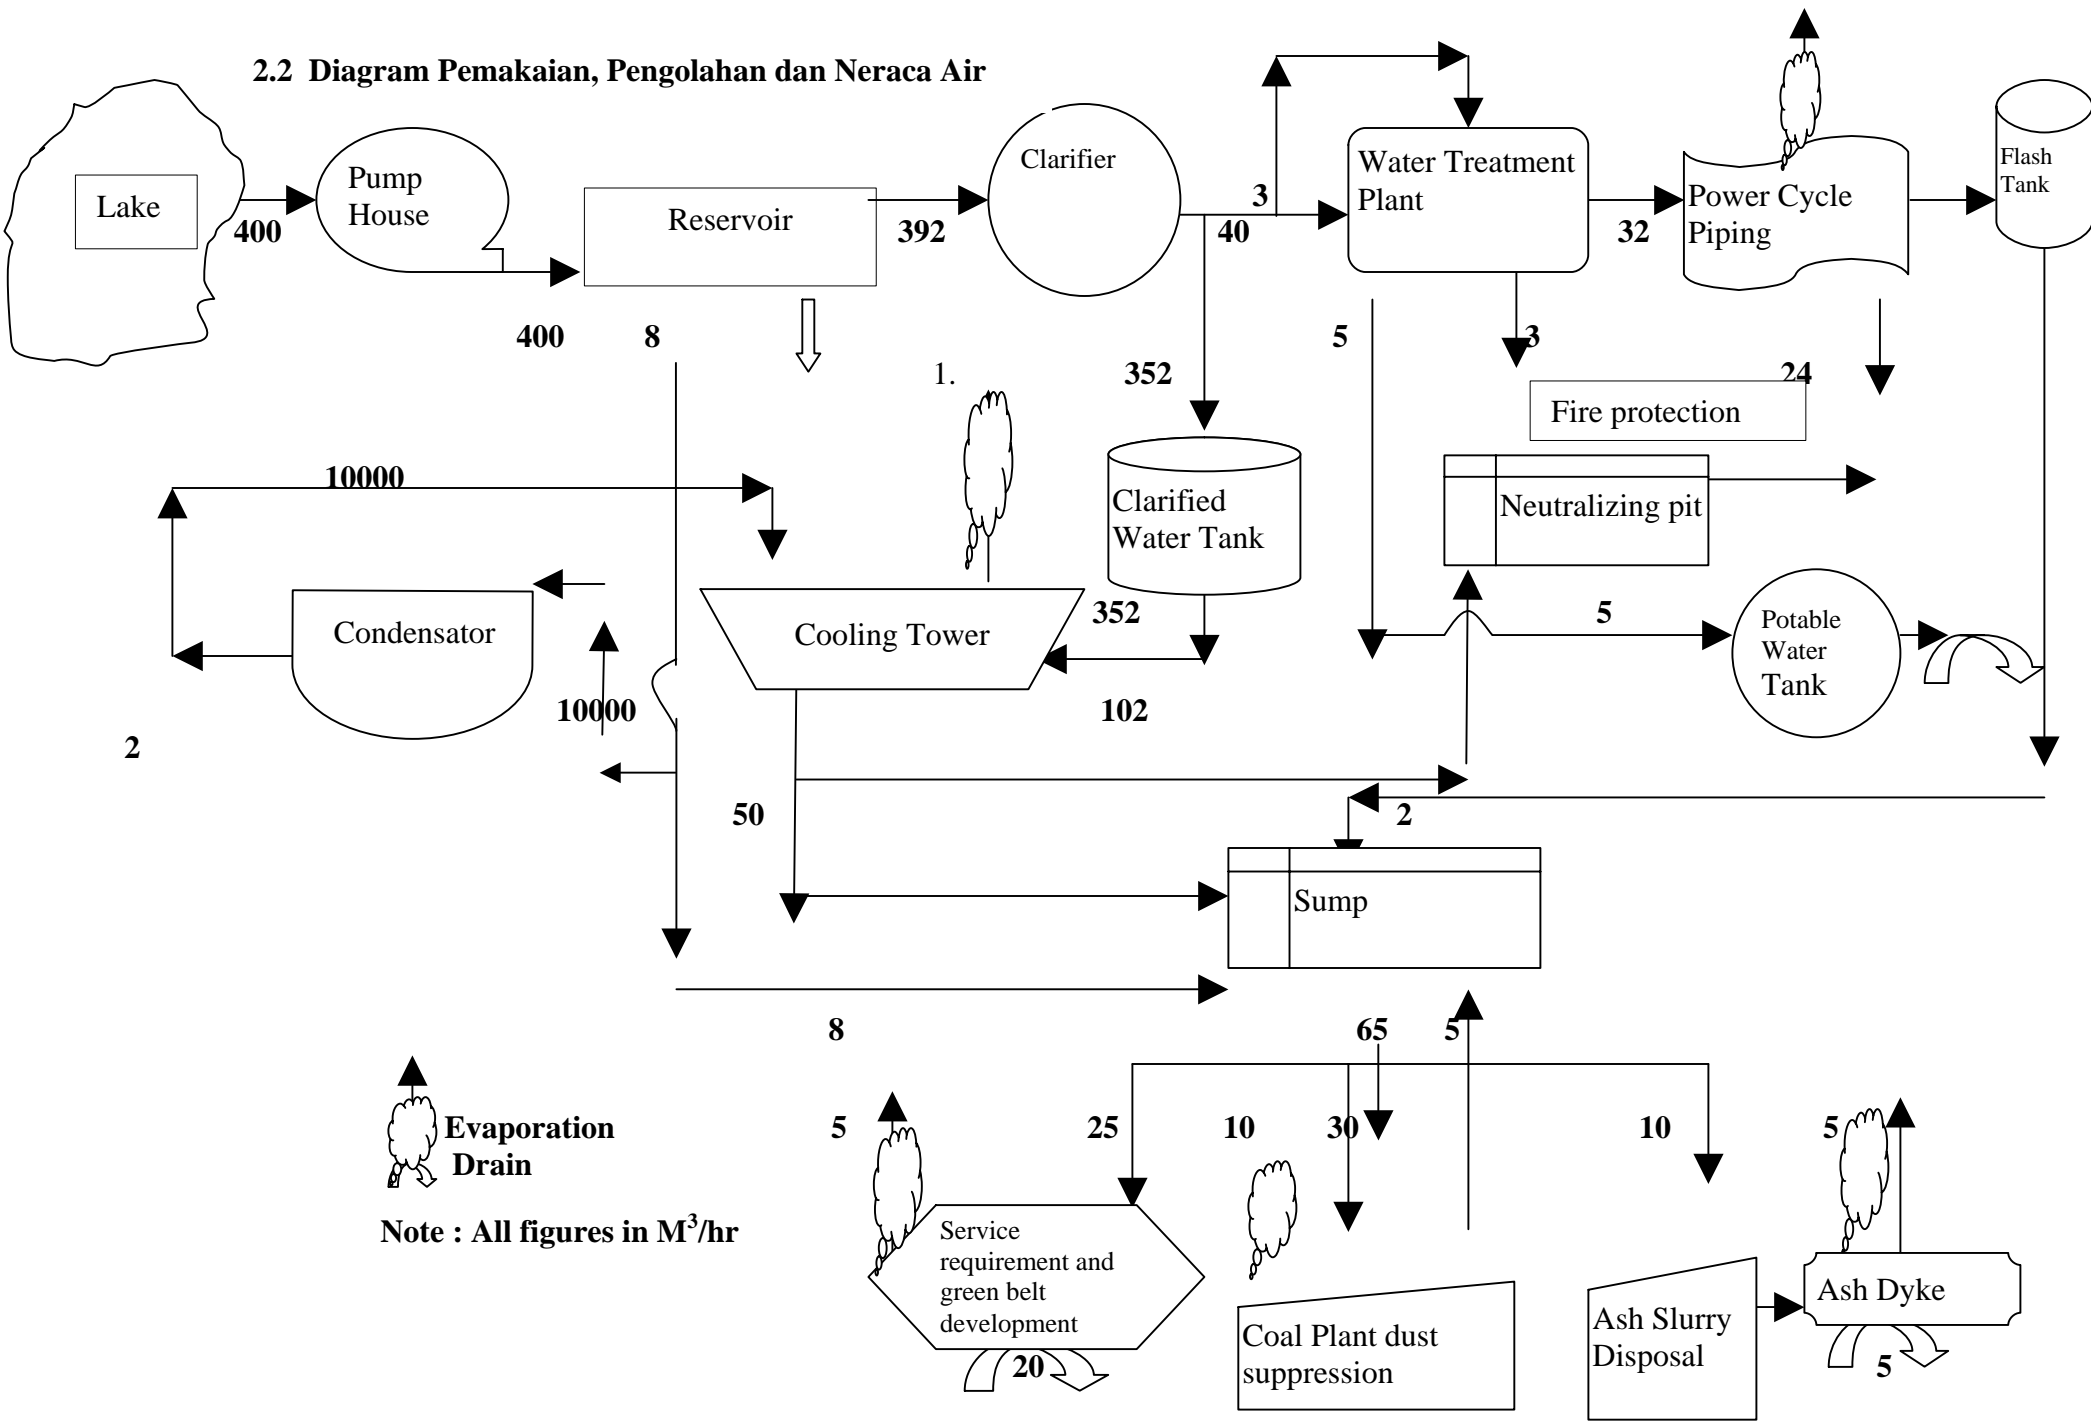 2.2 Diagram Pemakaian, Pengolahan dan Neraca Air
Lake
400
Pump
House
400
Reservoir
8
392
Clarifier
3
40
Water Treatment
Plant
32
Power Cycle
Piping
Flash
Tank
5
3
24
Fire protection
1.
352
10000
Clarified
Water Tank
Neutralizing pit
Condensator
Cooling Tower
352
5
Potable
Water
Tank
10000
102
2
50
2
Sump
8
65
5
Evaporation
Drain
Note : All figures in M³/hr
5
25
10
30
10
5
Service
requirement and
green belt
development
20
Coal Plant dust
suppression
Ash Slurry
Disposal
Ash Dyke
5